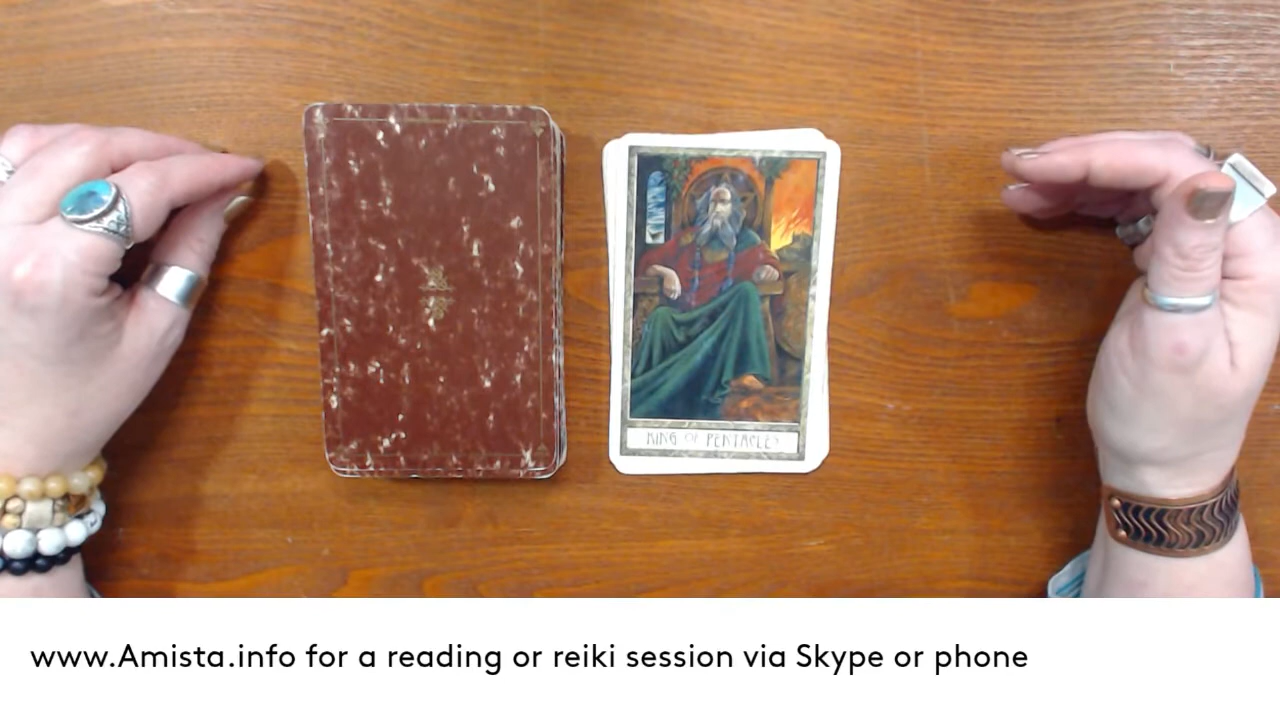 KING OF PENTACLES
www.Amista.info for a reading or reiki session via Skype or phone